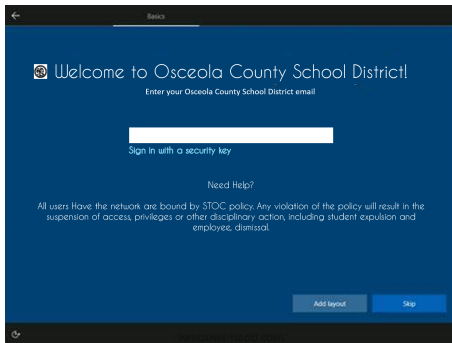 Basics
Welcome to Osceola County School District!
Enter your Osceola County School District email
Sign in with a security key
Need Help?
All users Have the network are bound by STOC policy. Any violation of the policy will result in the
suspension of access, privileges or other disciplinary action, including student expulsion and
employee, dismissal.
Add layout
Skip